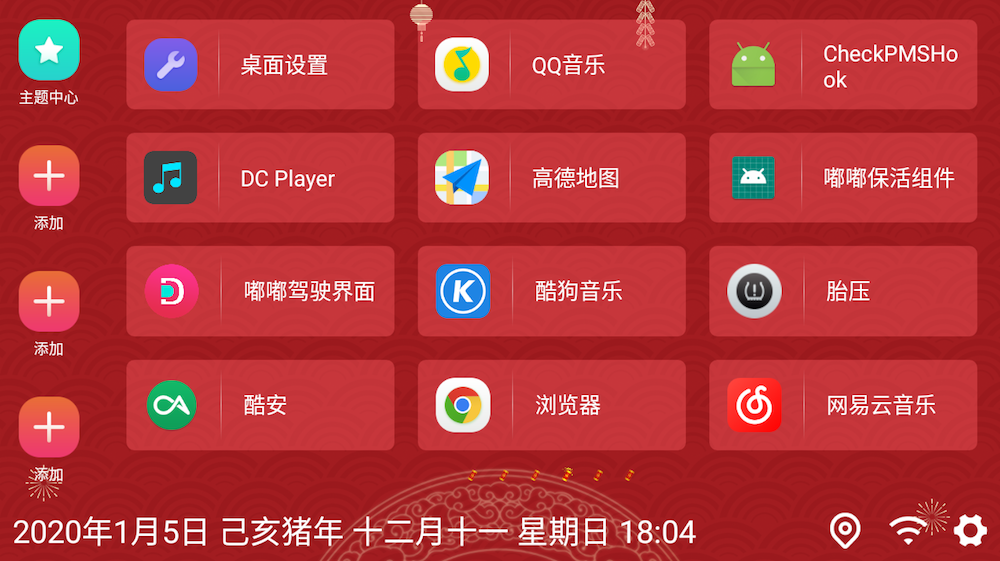 主题中心
添加
添加
添加
桌面设置
QQ音乐
CheckPMSHo
ok
DC Player
高德地图
嘟嘟保活组件
嘟嘟驾驶界面
酷狗音乐
胎压
酷安
浏览器
网易云音乐
2020年1月5日 己亥猪年 十二月十一 星期日 18:04